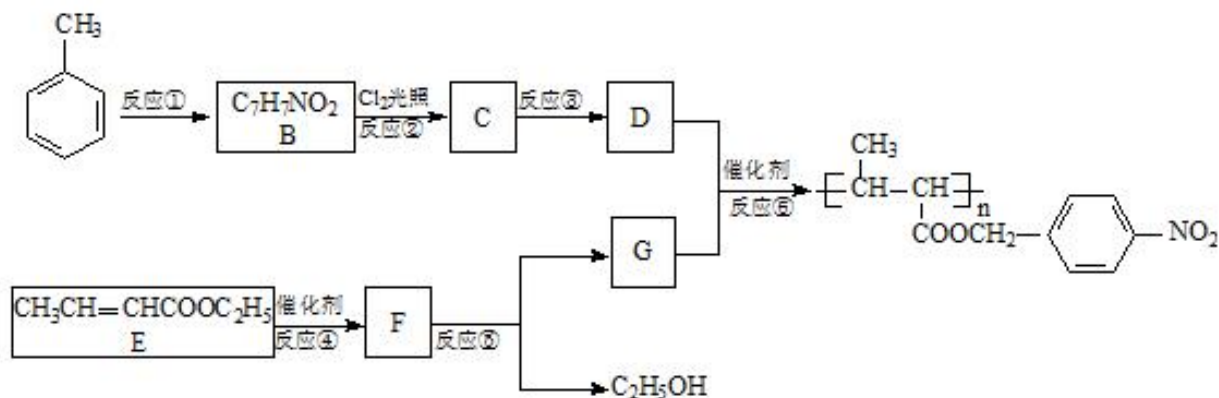 CH₃
反应①
C₇H₇NO₂
B
Cl₂光照
反应②
C
反应③
D
催化剂
反应⑥
CH₃
CH—CH
n
COOCH₂
NO₂
G
CH₃CH=CHCOOC₂H₅
E
催化剂
反应④
F
反应⑤
C₂H₅OH